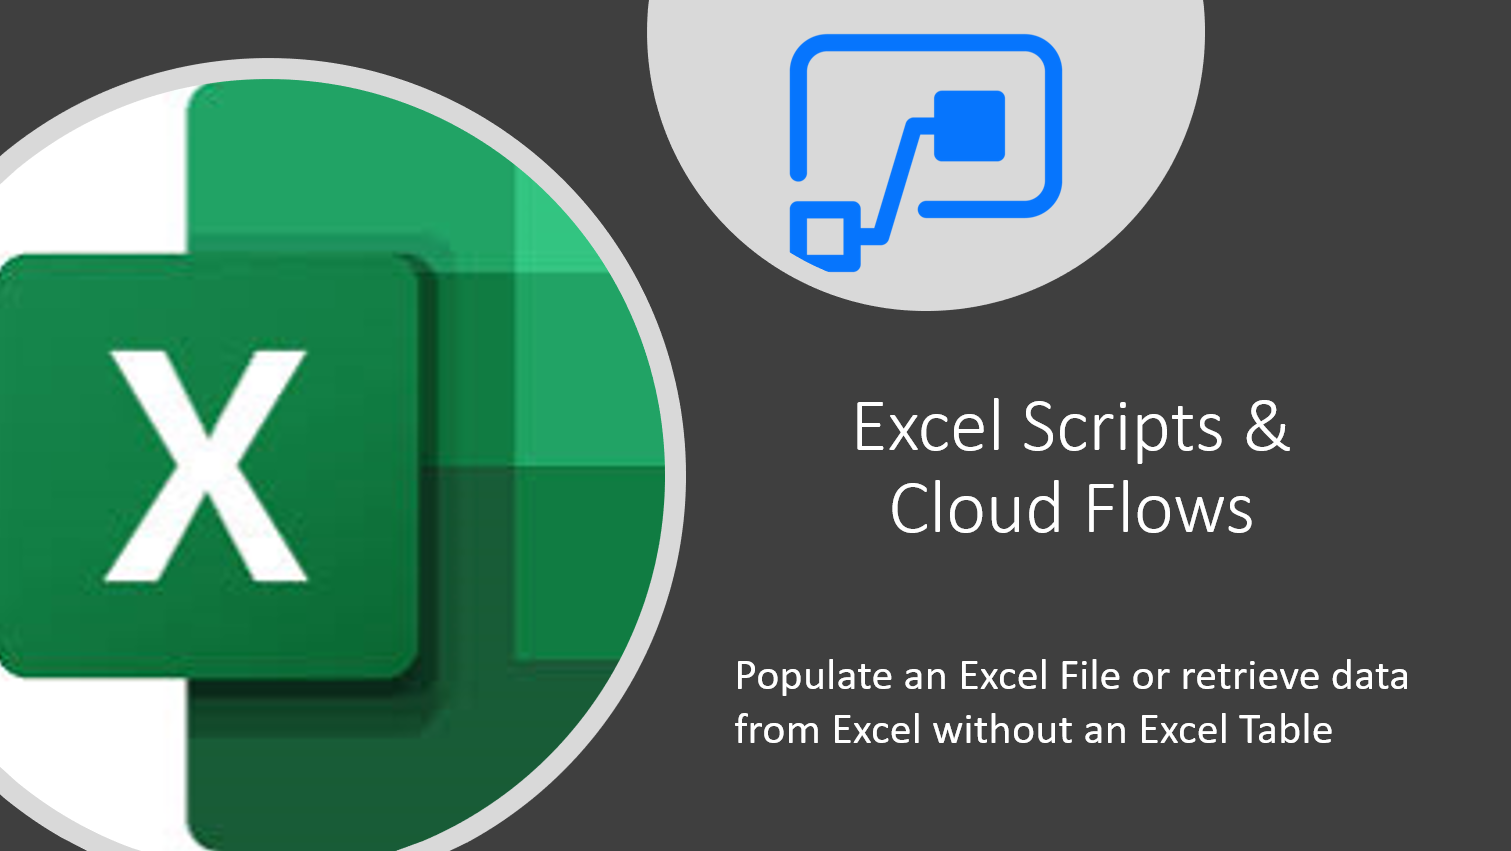 X
Excel Scripts &
Cloud Flows
Populate an Excel File or retrieve data
from Excel without an Excel Table